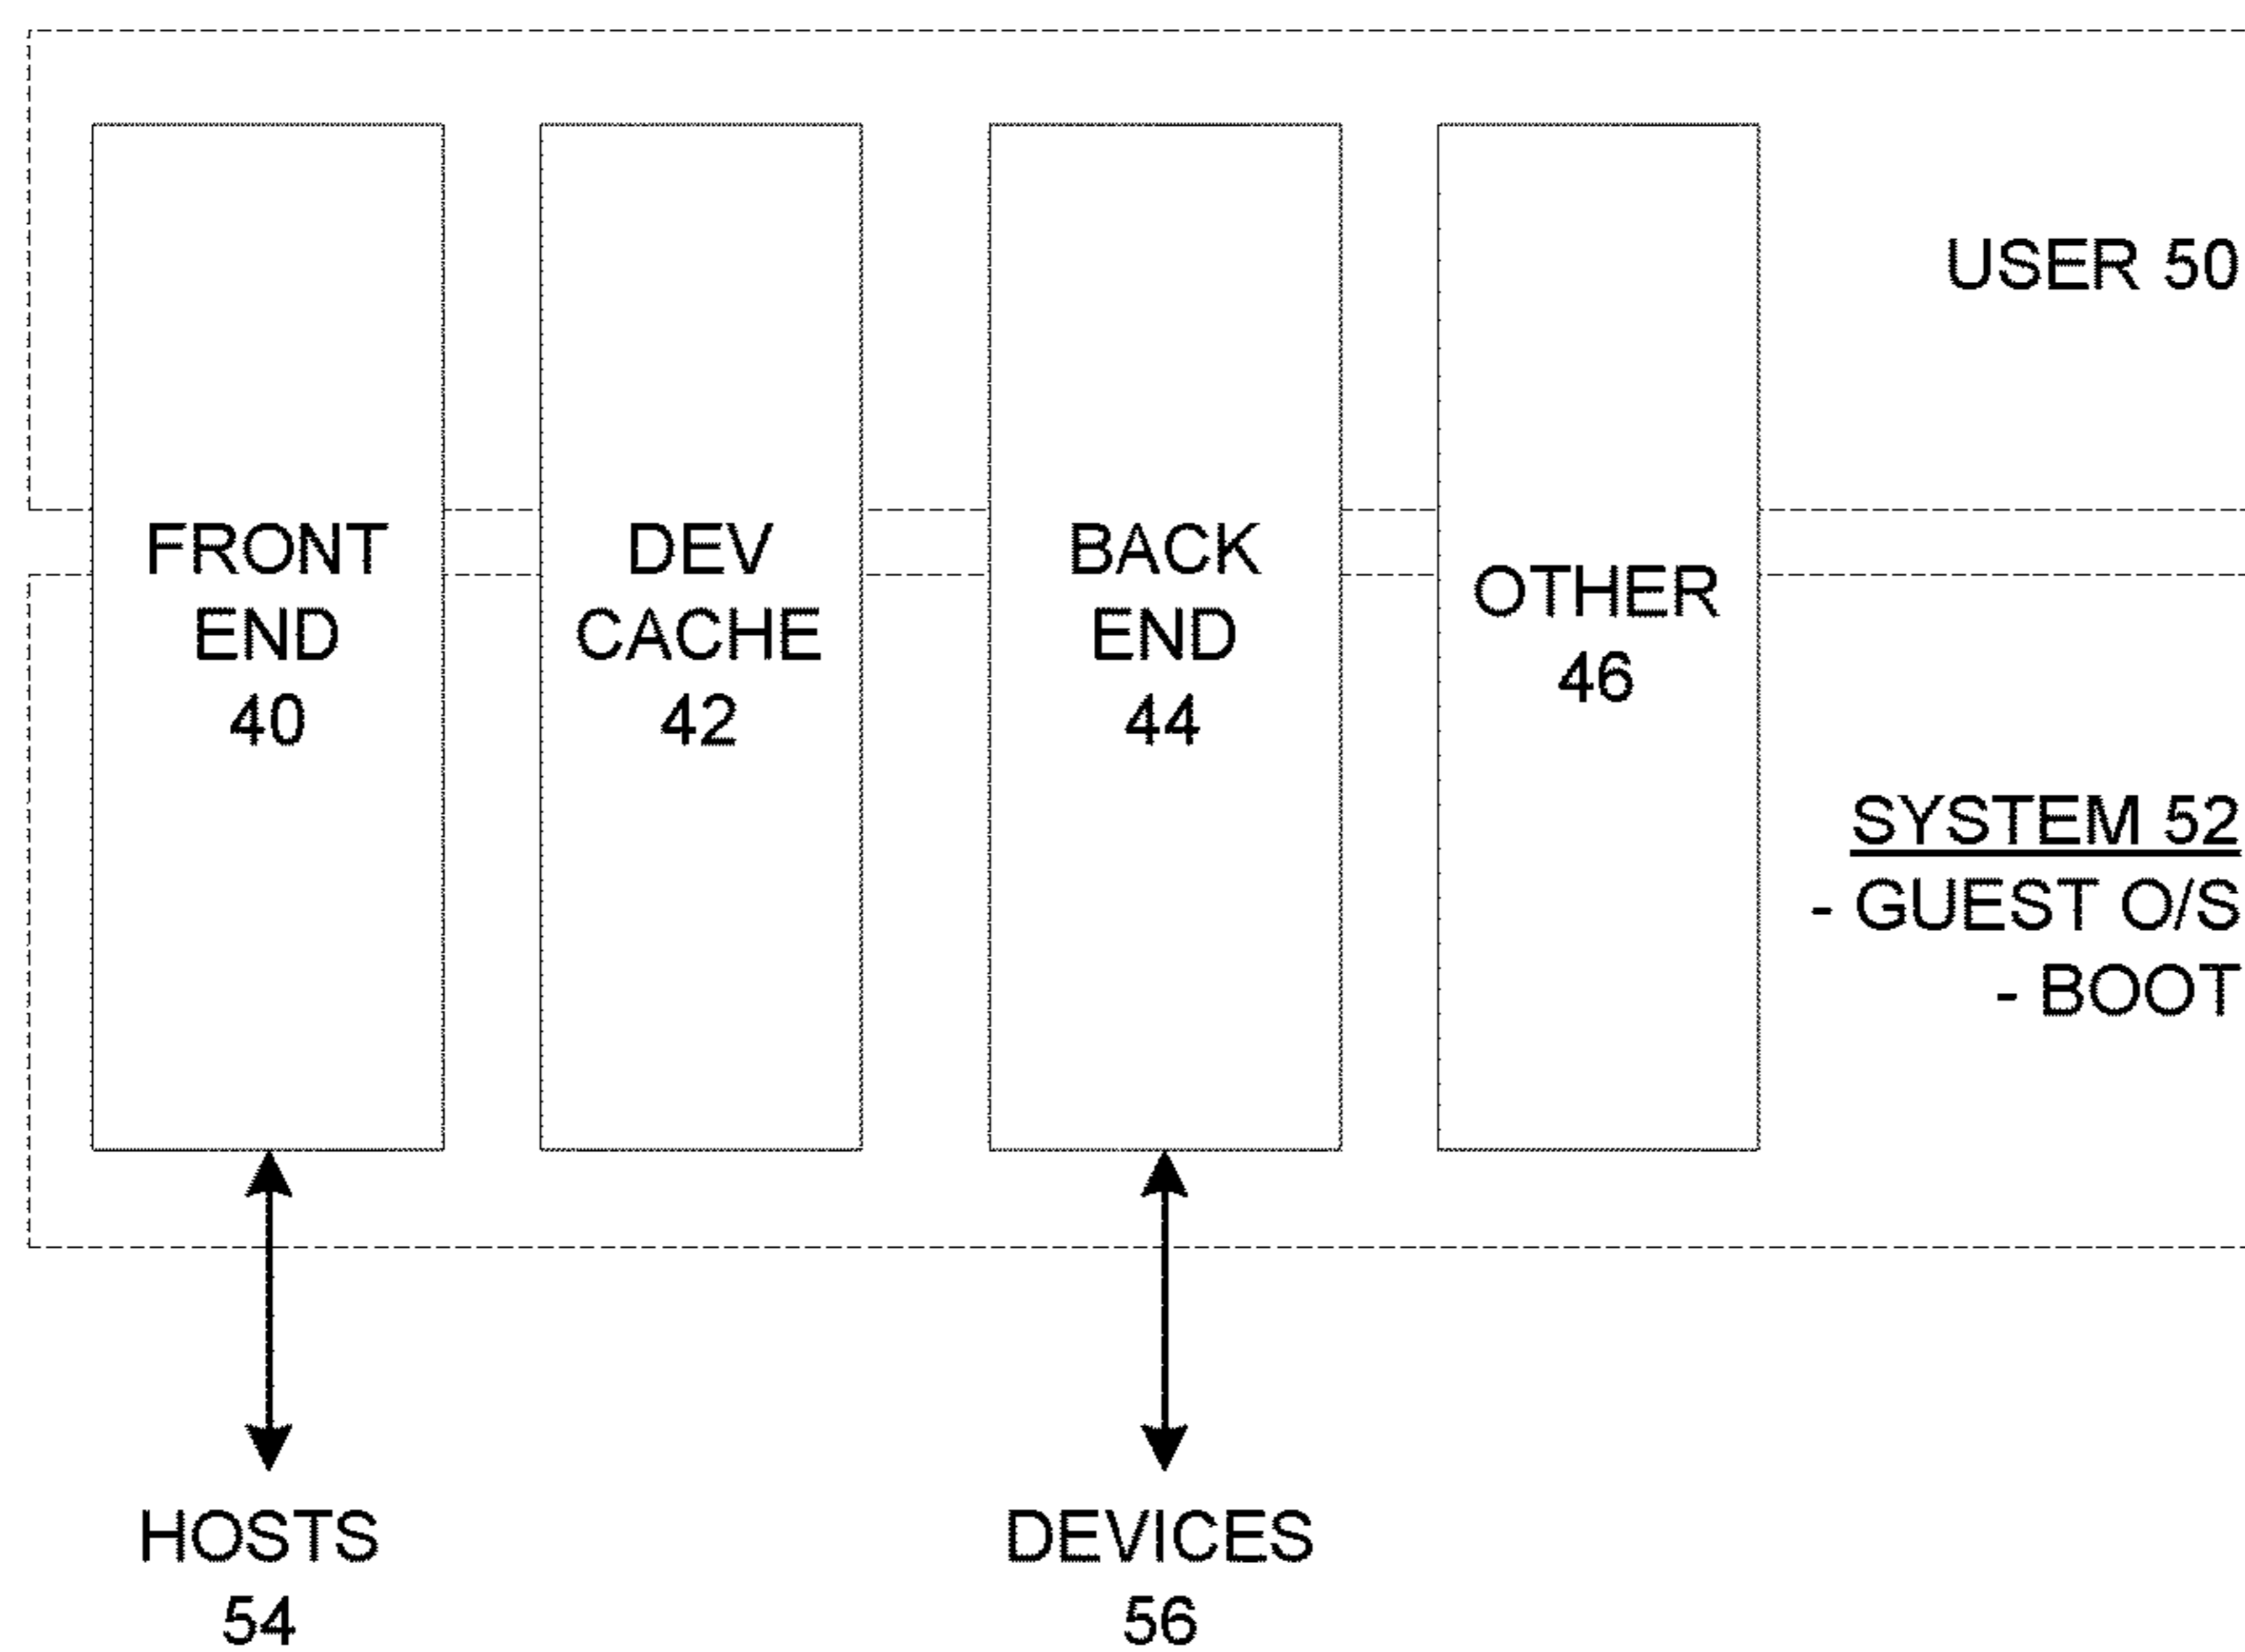 USER 50
FRONT
END
40
DEV
CACHE
42
BACK
END
44
OTHER
46
SYSTEM 52
- GUEST O/S
- BOOT
HOSTS
54
DEVICES
56